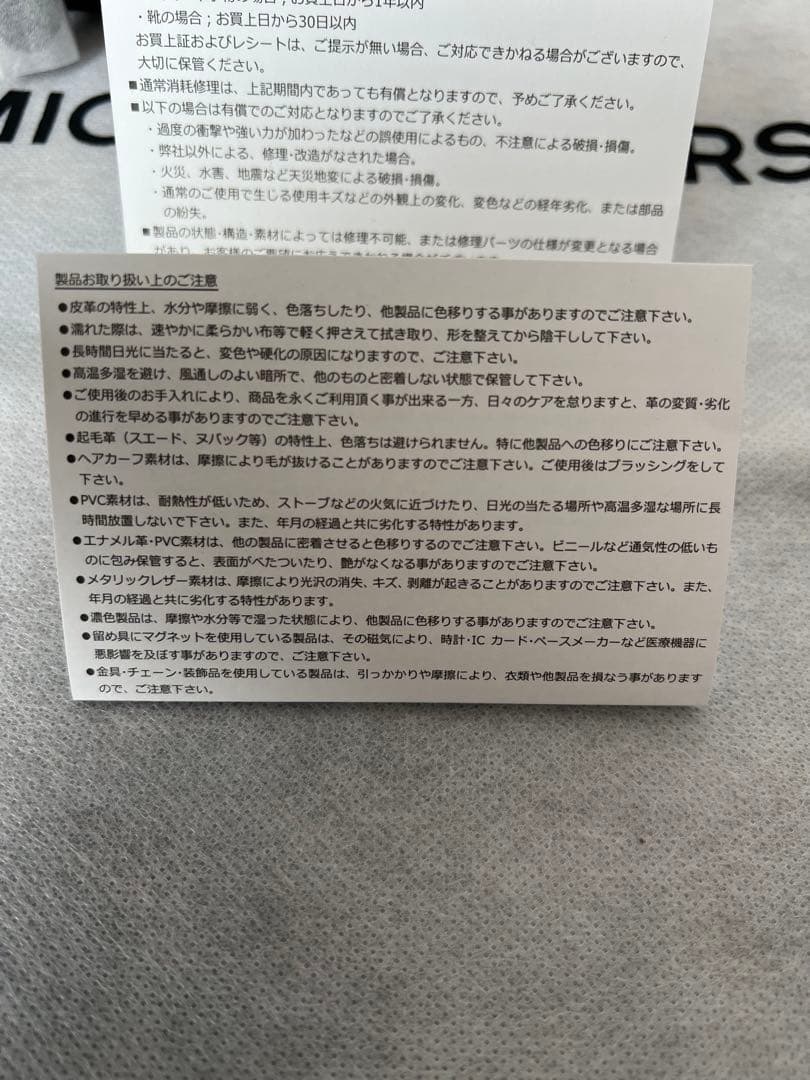 ・靴の場合；お買上日から30日以内
お買上証およびレシートは、ご提示が無い場合、ご対応できかねる場合がございますので、
大切に保管ください。
■通常消耗修理は、上記期間内であっても有償となりますので、予めご了承ください。
■以下の場合は有償でのご対応となりますのでご了承ください。
・過度の衝撃や強い力が加わったなどの誤使用によるもの、不注意による破損・損傷。
・弊社以外による、修理・改造がなされた場合。
・火災、水害、地震など天災地変による破損・損傷。
・通常のご使用で生じる使用キズなどの外観上の変化、変色などの経年劣化、または部品
の紛失。
■製品の状態・構造・素材によっては修理不可能、または修理パーツの仕様が変更となる場合
MIC
RS
製品お取り扱い上のご注意
●皮革の特性上、水分や摩擦に弱く、色落ちしたり、他製品に色移りする事がありますのでご注意下さい。
●濡れた際は、速やかに柔らかい布等で軽く押さえて拭き取り、形を整えてから陰干しして下さい。
●長時間日光に当たると、変色や硬化の原因になりますので、ご注意下さい。
●高温多湿を避け、風通しのよい暗所で、他のものと密着しない状態で保管して下さい。
●ご使用後のお手入れにより、商品を永くご利用頂く事が出来る一方、日々のケアを怠りますと、革の変質・劣化
の進行を早める事がありますのでご注意下さい。
●起毛革（スエード、ヌバック等）の特性上、色落ちは避けられません。特に他製品への色移りにご注意下さい。
●ヘアカーフ素材は、摩擦により毛が抜けることがありますのでご注意下さい。ご使用後はブラッシングをして
下さい。
●PVC素材は、耐熱性が低いため、ストーブなどの火気に近づけたり、日光の当たる場所や高温多湿な場所に長
時間放置しないで下さい。また、年月の経過と共に劣化する特性があります。
●エナメル革・PVC素材は、他の製品に密着させると色移りするのでご注意下さい。ビニールなど通気性の低いも
のに包み保管すると、表面がべたついたり、艶がなくなる事がありますのでご注意下さい。
●メタリックレザー素材は、摩擦により光沢の消失、キズ、剥離が起きることがありますのでご注意下さい。また、
年月の経過と共に劣化する特性があります。
●濃色製品は、摩擦や水分等で湿った状態により、他製品に色移りする事がありますのでご注意下さい。
●留め具にマグネットを使用している製品は、その磁気により、時計・IC カード・ペースメーカーなど医療機器に
悪影響を及ぼす事がありますので、ご注意下さい。
●金具・チェーン・装飾品を使用している製品は、引っかかりや摩擦により、衣類や他製品を損なう事があります
ので、ご注意下さい。